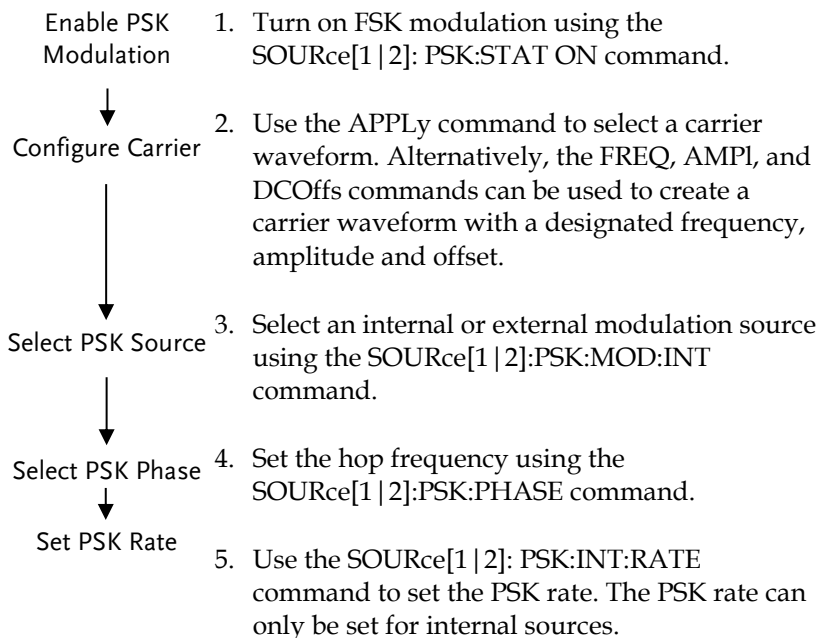 Enable PSK
Modulation
1. Turn on FSK modulation using the
SOURce[1|2]: PSK:STAT ON command.
Configure Carrier
2. Use the APPLy command to select a carrier
waveform. Alternatively, the FREQ, AMPl, and
DCOffs commands can be used to create a
carrier waveform with a designated frequency,
amplitude and offset.
Select PSK Source
3. Select an internal or external modulation source
using the SOURce[1|2]:PSK:MOD:INT
command.
Select PSK Phase
4. Set the hop frequency using the
SOURce[1|2]:PSK:PHASE command.
Set PSK Rate
5. Use the SOURce[1|2]: PSK:INT:RATE
command to set the PSK rate. The PSK rate can
only be set for internal sources.